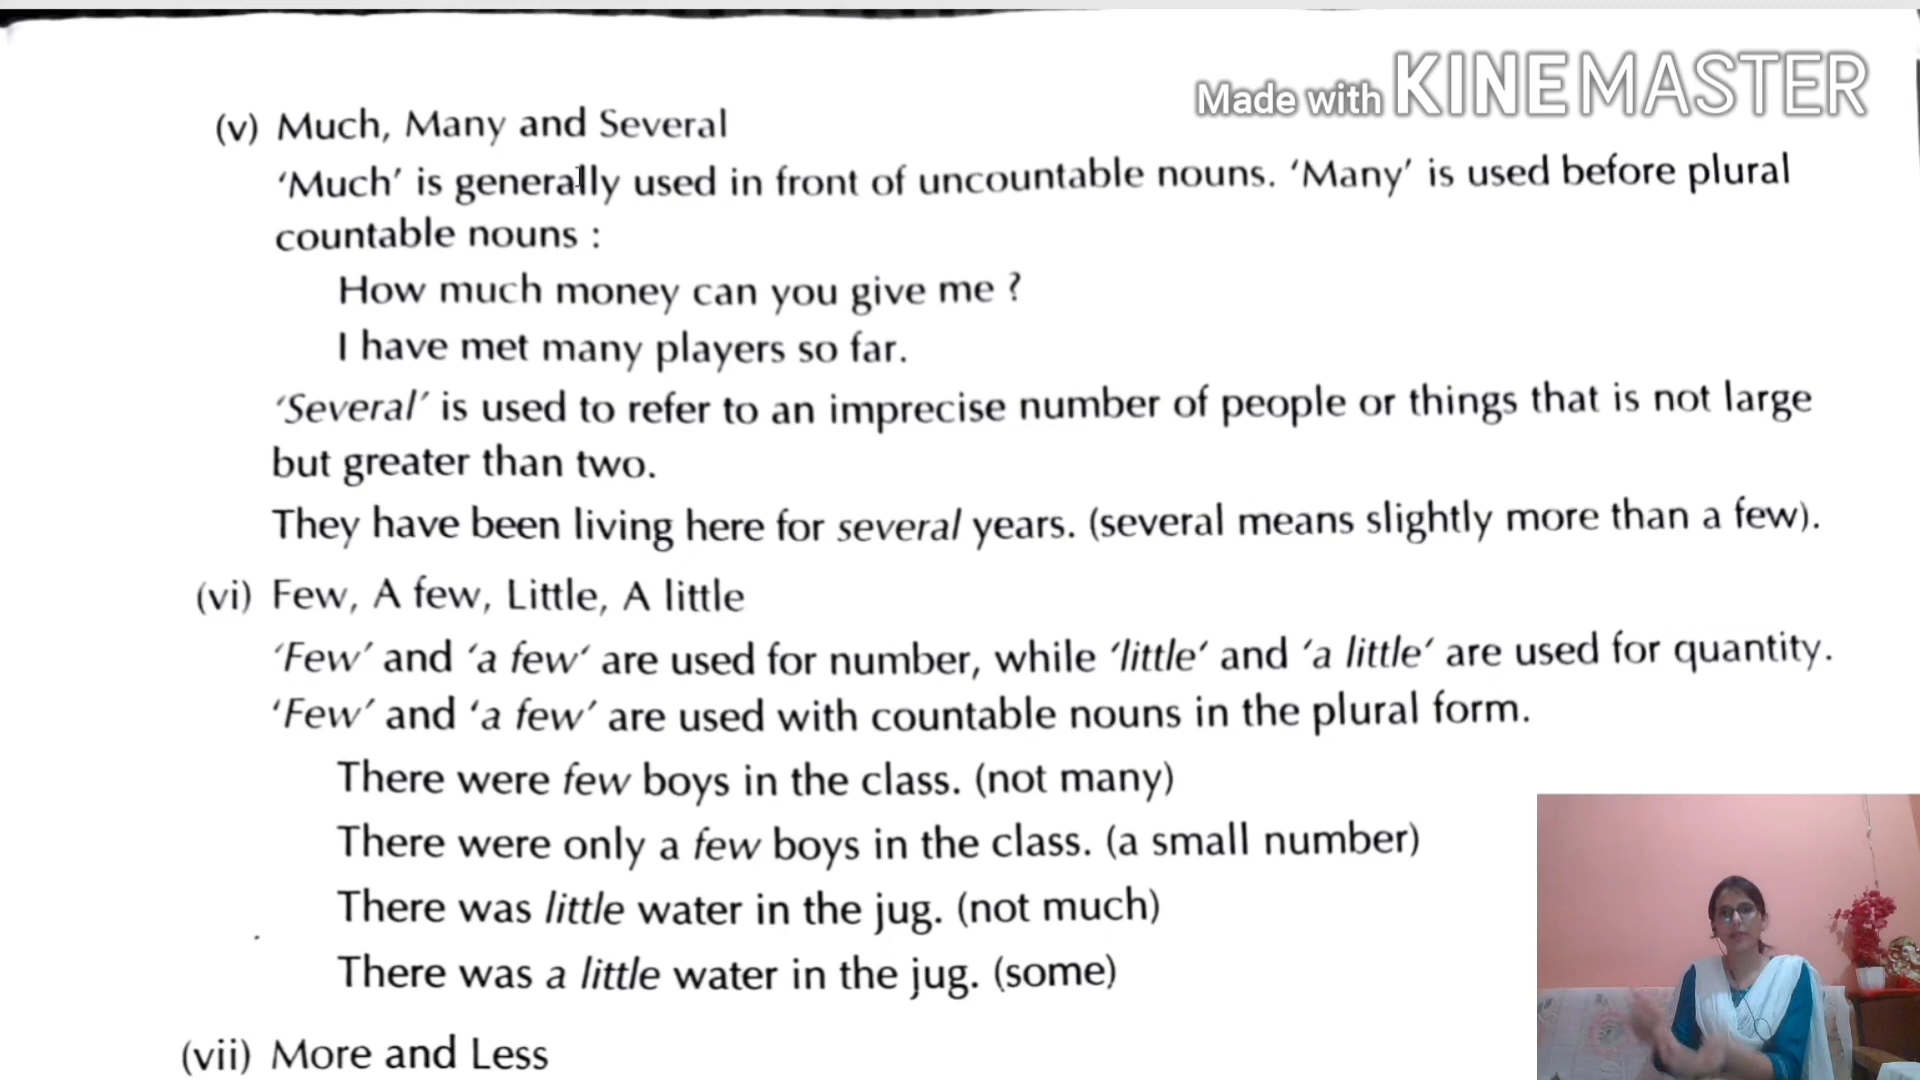 Made with KINEMASTER
(v) Much, Many and Several
‘Much’ is generally used in front of uncountable nouns. ‘Many’ is used before plural
countable nouns :
How much money can you give me ?
I have met many players so far.
‘Several’ is used to refer to an imprecise number of people or things that is not large
but greater than two.
They have been living here for several years. (several means slightly more than a few).
(vi) Few, A few, Little, A little
‘Few’ and ‘a few‘ are used for number, while ‘little’ and ‘a little’ are used for quantity.
‘Few’ and ‘a few’ are used with countable nouns in the plural form.
There were few boys in the class. (not many)
There were only a few boys in the class. (a small number)
There was little water in the jug. (not much)
There was a little water in the jug. (some)
(vii) More and Less